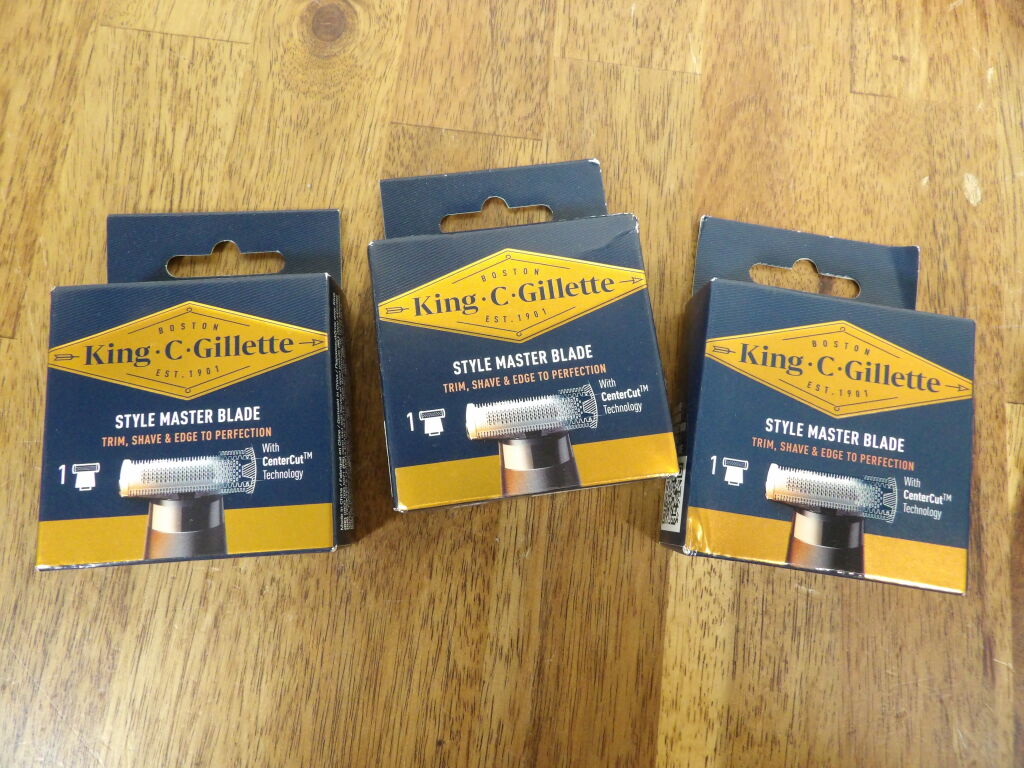 BOSTON
King·C·Gillette
EST. 1901
STYLE MASTER BLADE
TRIM, SHAVE & EDGE TO PERFECTION
1
With
CenterCut™
Technology
BOSTON
King·C·Gillette
EST. 1901
STYLE MASTER BLADE
TRIM, SHAVE & EDGE TO PERFECTION
1
With
CenterCut™
Technology
BOSTON
King·C·Gillette
EST. 1901
STYLE MASTER BLADE
TRIM, SHAVE & EDGE TO PERFECTION
1
With
CenterCut™
Technology